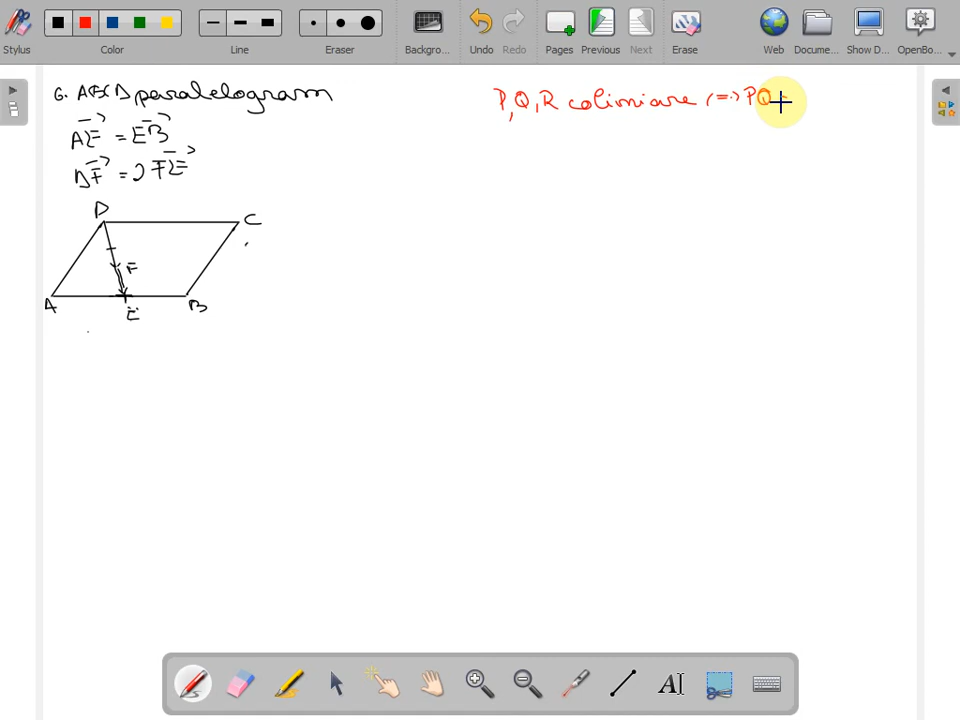 Stylus
Color
Line
Eraser
Backgro...
Undo
Redo
Pages
Previous
Next
Erase
Web
Docume...
Show D...
OpenBo...
6. ABCD paralelogram
AE = EB
DF = 2 FE
P, Q, R coliniare <=> PQ =
D
C
F
A
E
B